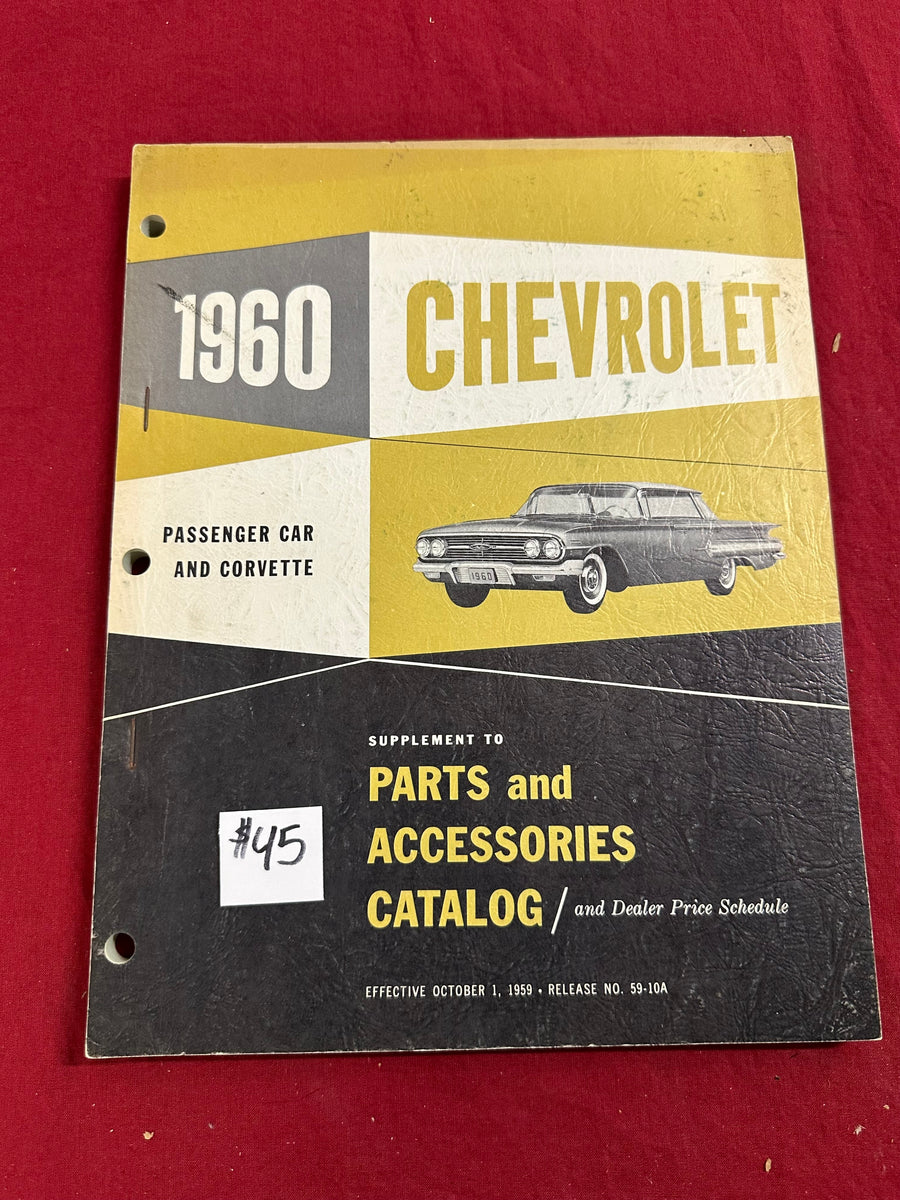 1960 CHEVROLET
PASSENGER CAR
AND CORVETTE
1960
SUPPLEMENT TO
PARTS and
ACCESSORIES
CATALOG / and Dealer Price Schedule
$45
EFFECTIVE OCTOBER 1, 1959 • RELEASE NO. 59-10A